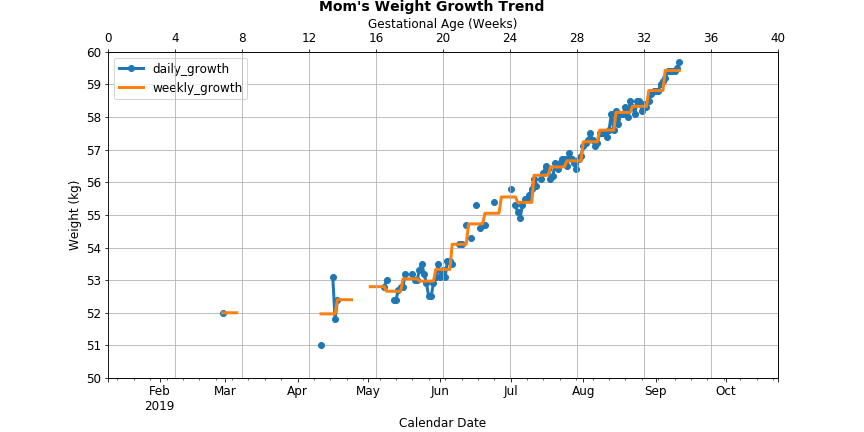 Mom's Weight Growth Trend
Gestational Age (Weeks)
0 4 8 12 16 20 24 28 32 36 40
daily_growth
weekly_growth
60
59
58
57
56
55
54
53
52
51
50
Weight (kg)
Feb Mar Apr May Jun Jul Aug Sep Oct
2019
Calendar Date